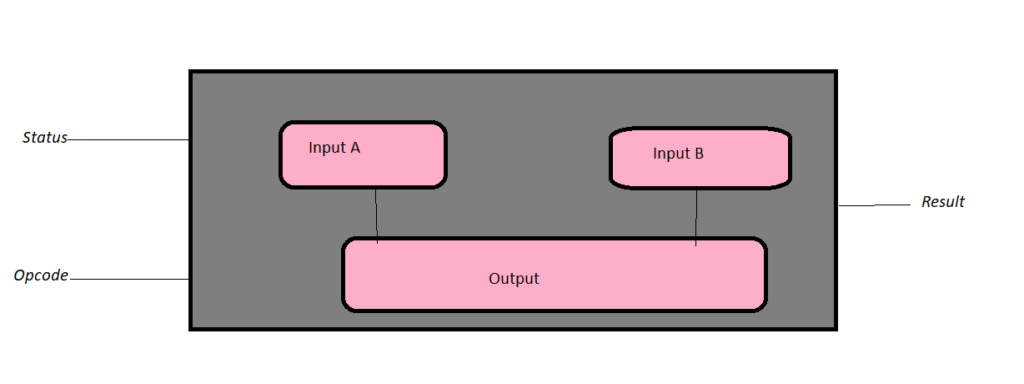 Status
Input A
Input B
Result
Opcode
Output